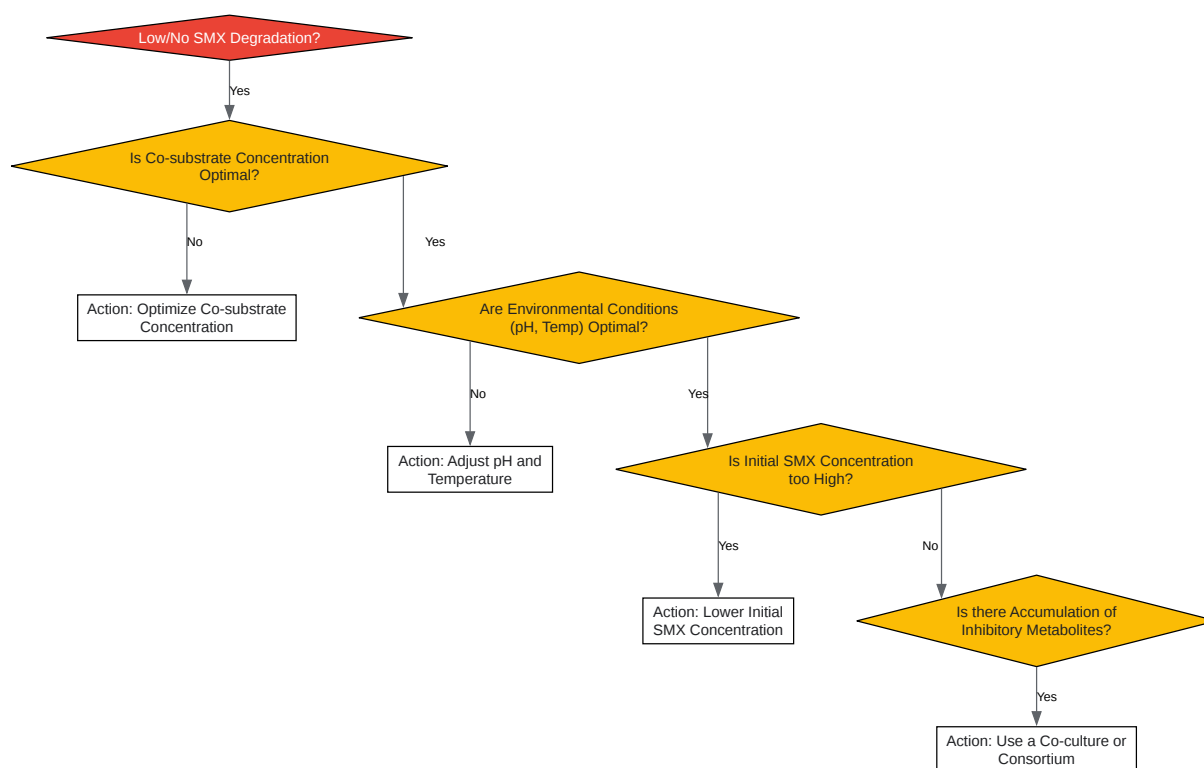 Low/No SMX Degradation?
Yes
Is Co-substrate Concentration
Optimal?
No
Yes
Action: Optimize Co-substrate
Concentration
Are Environmental Conditions
(pH, Temp) Optimal?
No
Yes
Action: Adjust pH and
Temperature
Is Initial SMX Concentration
too High?
Yes
No
Action: Lower Initial
SMX Concentration
Is there Accumulation of
Inhibitory Metabolites?
Yes
Action: Use a Co-culture or
Consortium